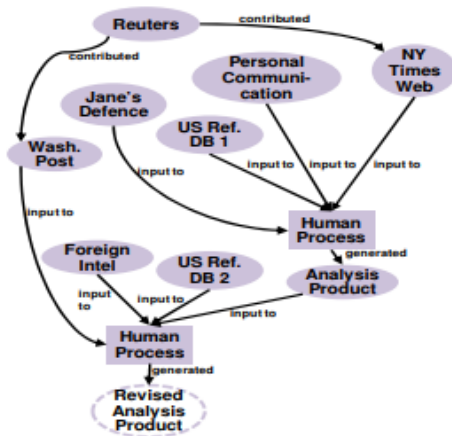 Reuters
contributed
contributed
Personal
Communi-
cation
NY
Times
Web
Jane's
Defence
US Ref.
DB 1
Wash.
Post
input to
input to
input to
input to
input to
Human
Process
generated
Foreign
Intel
US Ref.
DB 2
Analysis
Product
input
to
input to
input to
Human
Process
generated
Revised
Analysis
Product